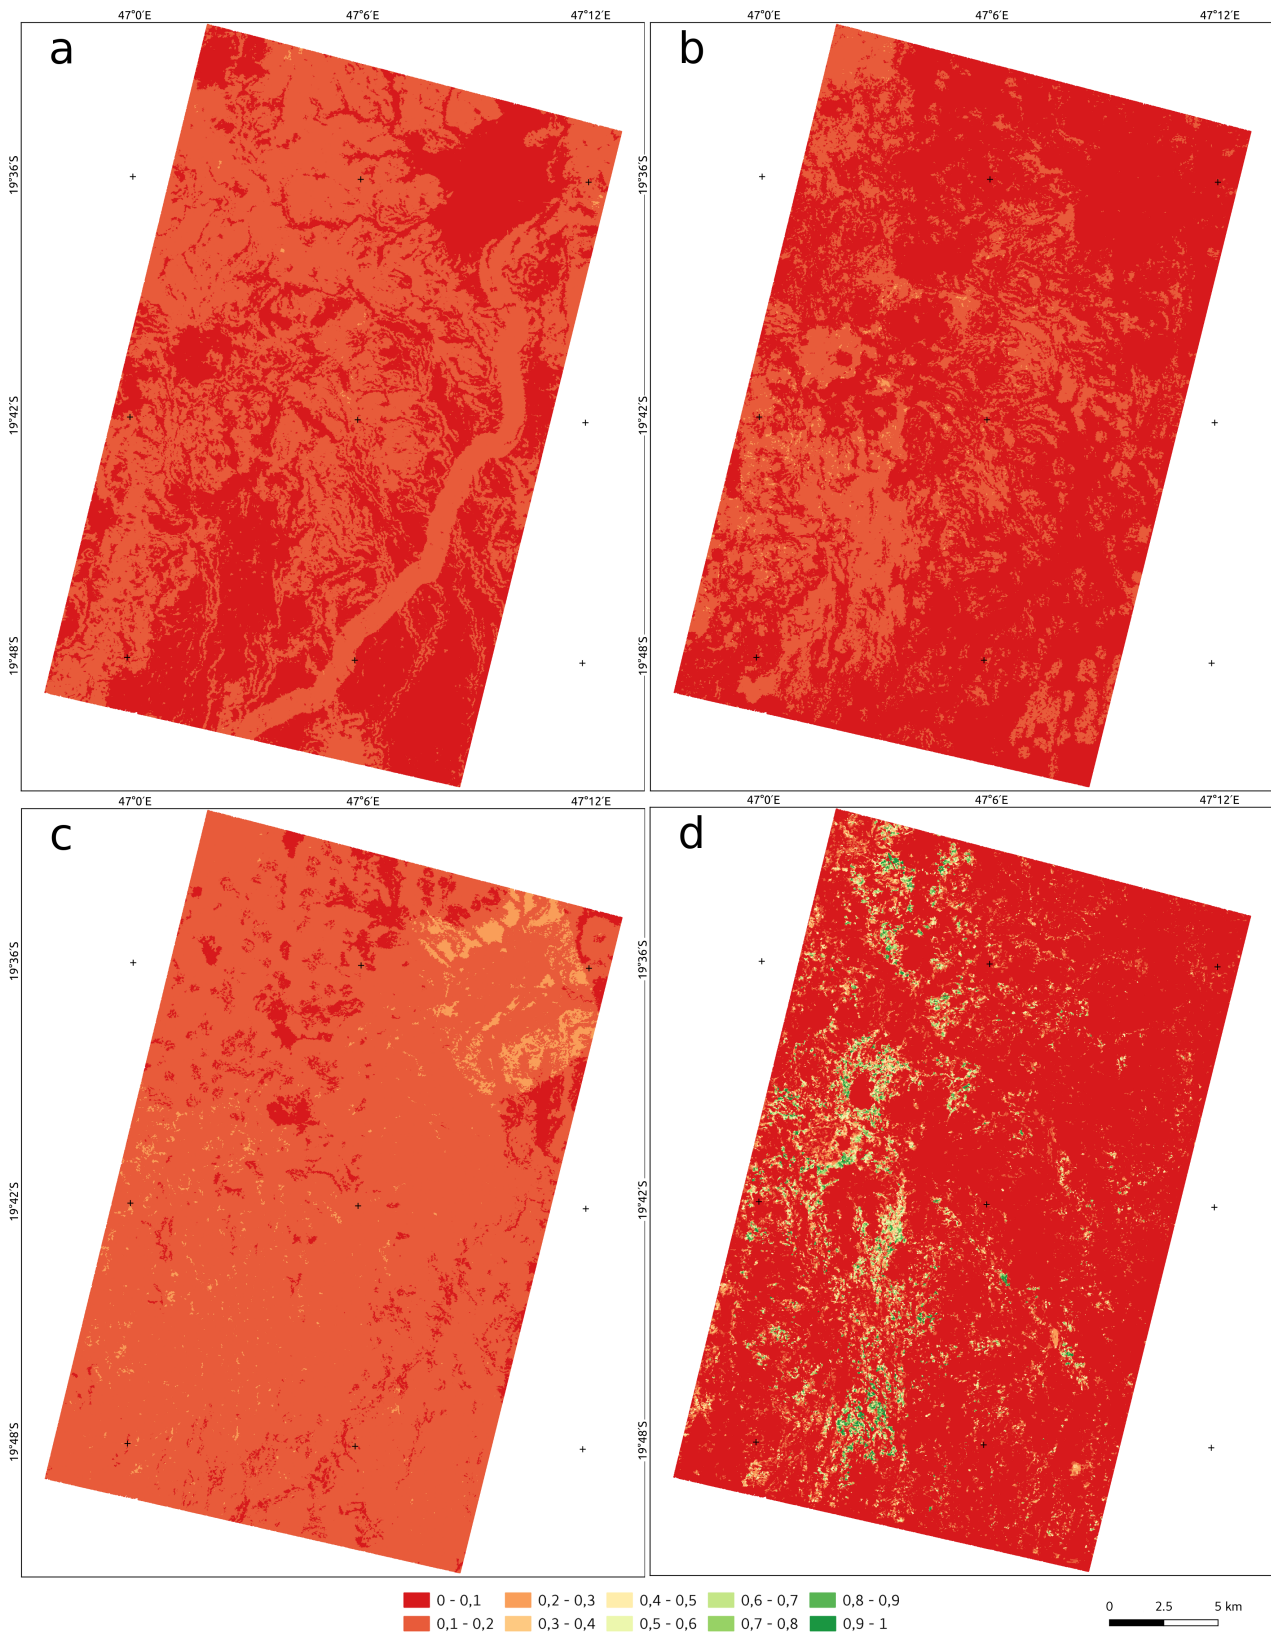 47°0′E 47°6′E 47°12′E 47°0′E 47°6′E 47°12′E
a
b
19°36′S
19°36′S
19°42′S
19°42′S
19°48′S
19°48′S
47°0′E 47°6′E 47°12′E 47°0′E 47°6′E 47°12′E
c
d
19°36′S
19°36′S
19°42′S
19°42′S
19°48′S
19°48′S
0 - 0,1 0,2 - 0,3 0,4 - 0,5 0,6 - 0,7 0,8 - 0,9
0,1 - 0,2 0,3 - 0,4 0,5 - 0,6 0,7 - 0,8 0,9 - 1
0 2.5 5 km